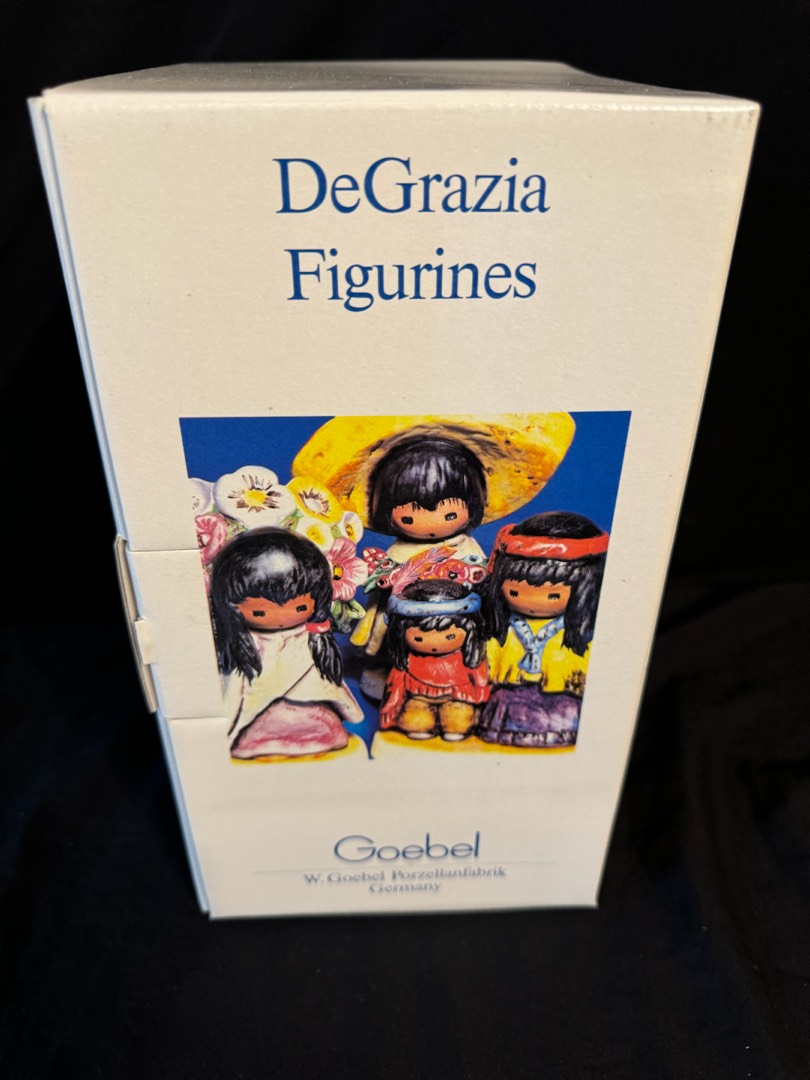 DeGrazia
Figurines
Goebel
W. Goebel Porzellanfabrik
Germany